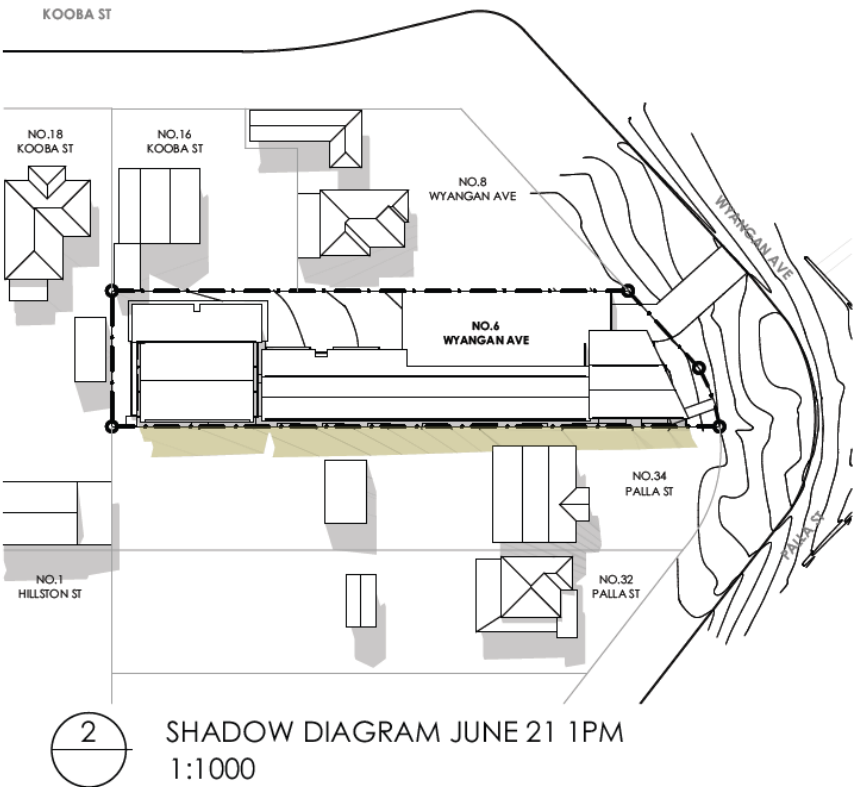 KOOBA ST
NO.18
KOOBA ST
NO.16
KOOBA ST
NO.8
WYANGAN AVE
WYANGAN AVE
NO.6
WYANGAN AVE
NO.34
PALLA ST
PALLA ST
NO.1
HILLSTON ST
NO.32
PALLA ST
2
SHADOW DIAGRAM JUNE 21 1PM
1:1000